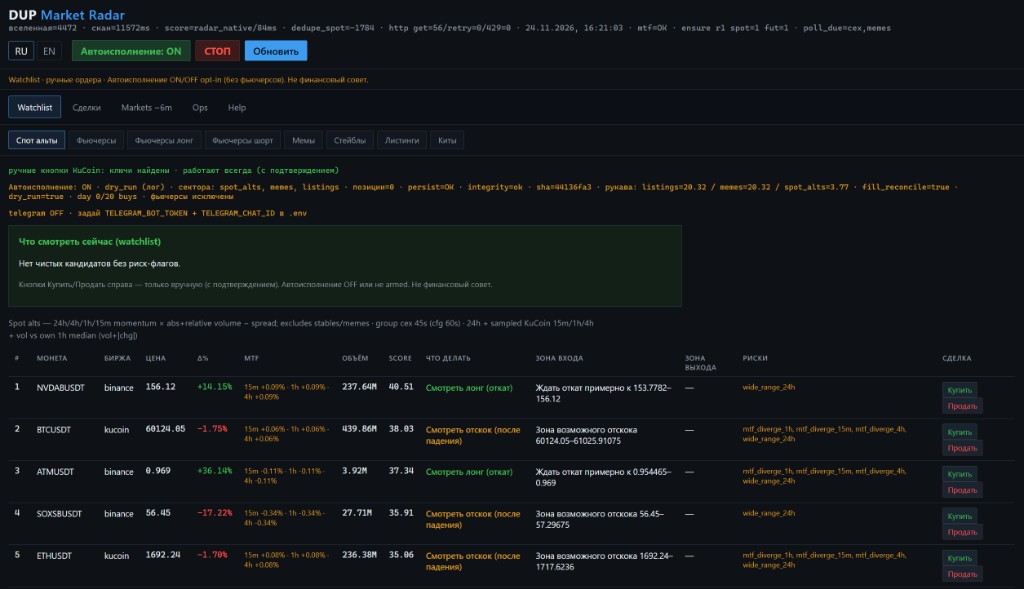 DUP Market Radar
вселенная=4472 · скан=11572ms · score=radar_native/84ms · dedupe_spot=-1784 · http get=56/retry=0/429=0 · 24.11.2026, 16:21:03 · mtf=OK · ensure r1 spot=1 fut=1 · poll_due=cex,memes
RU EN Автоисполнение: ON СТОП Обновить
Watchlist · ручные ордера · Автоисполнение ON/OFF opt-in (без фьючерсов). Не финансовый совет.
Watchlist Сделки Markets ~6m Ops Help
Спот альты Фьючерсы Фьючерсы лонг Фьючерсы шорт Мемы Стейблы Листинги Киты
ручные кнопки KuCoin: ключи найдены · работают всегда (с подтверждением)
Автоисполнение: ON · dry_run (лог) · сектора: spot_alts, memes, listings · позиции=0 · persist=OK · integrity=ok · sha=44136fa3 · рукава: listings=20.32 / memes=20.32 / spot_alts=3.77 · fill_reconcile=true ·
dry_run=true · day 0/20 buys · фьючерсы исключены
telegram OFF · задай TELEGRAM_BOT_TOKEN + TELEGRAM_CHAT_ID в .env
Что смотреть сейчас (watchlist)
Нет чистых кандидатов без риск-флагов.
Кнопки Купить/Продать справа — только вручную (с подтверждением). Автоисполнение OFF или не armed. Не финансовый совет.
Spot alts — 24h/4h/1h/15m momentum × abs+relative volume − spread; excludes stables/memes · group cex 45s (cfg 60s) · 24h + sampled KuCoin 15m/1h/4h
+ vol vs own 1h median (vol+|chg|)
# МОНЕТА БИРЖА ЦЕНА Δ% MTF ОБЪЁМ SCORE ЧТО ДЕЛАТЬ ЗОНА ВХОДА ЗОНА ВЫХОДА РИСКИ СДЕЛКА
1 NVDABUSDT binance 156.12 +14.15% 15m +0.09% · 1h +0.09% · 237.64M 40.51 Смотреть лонг (откат) Ждать откат примерно к 153.7782– — wide_range_24h Купить
4h +0.09% 156.12 Продать
2 BTCUSDT kucoin 60124.05 −1.75% 15m +0.06% · 1h +0.06% · 439.86M 38.03 Смотреть отскок (после Зона возможного отскока — mtf_diverge_1h, mtf_diverge_15m, mtf_diverge_4h, Купить
4h +0.06% падения) 60124.05–61025.91075 wide_range_24h Продать
3 ATMUSDT binance 0.969 +36.14% 15m -0.11% · 1h -0.11% · 3.92M 37.34 Смотреть лонг (откат) Ждать откат примерно к 0.954465– — mtf_diverge_1h, mtf_diverge_15m, mtf_diverge_4h, Купить
4h -0.11% 0.969 wide_range_24h Продать
4 SOXSBUSDT binance 56.45 −17.22% 15m -0.34% · 1h -0.34% · 27.71M 35.91 Смотреть отскок (после Зона возможного отскока 56.45– — wide_range_24h Купить
4h -0.34% падения) 57.29675 Продать
5 ETHUSDT kucoin 1692.24 −1.70% 15m +0.08% · 1h +0.08% · 236.38M 35.06 Смотреть отскок (после Зона возможного отскока 1692.24– — mtf_diverge_1h, mtf_diverge_15m, mtf_diverge_4h, Купить
4h +0.08% падения) 1717.6236 wide_range_24h Продать